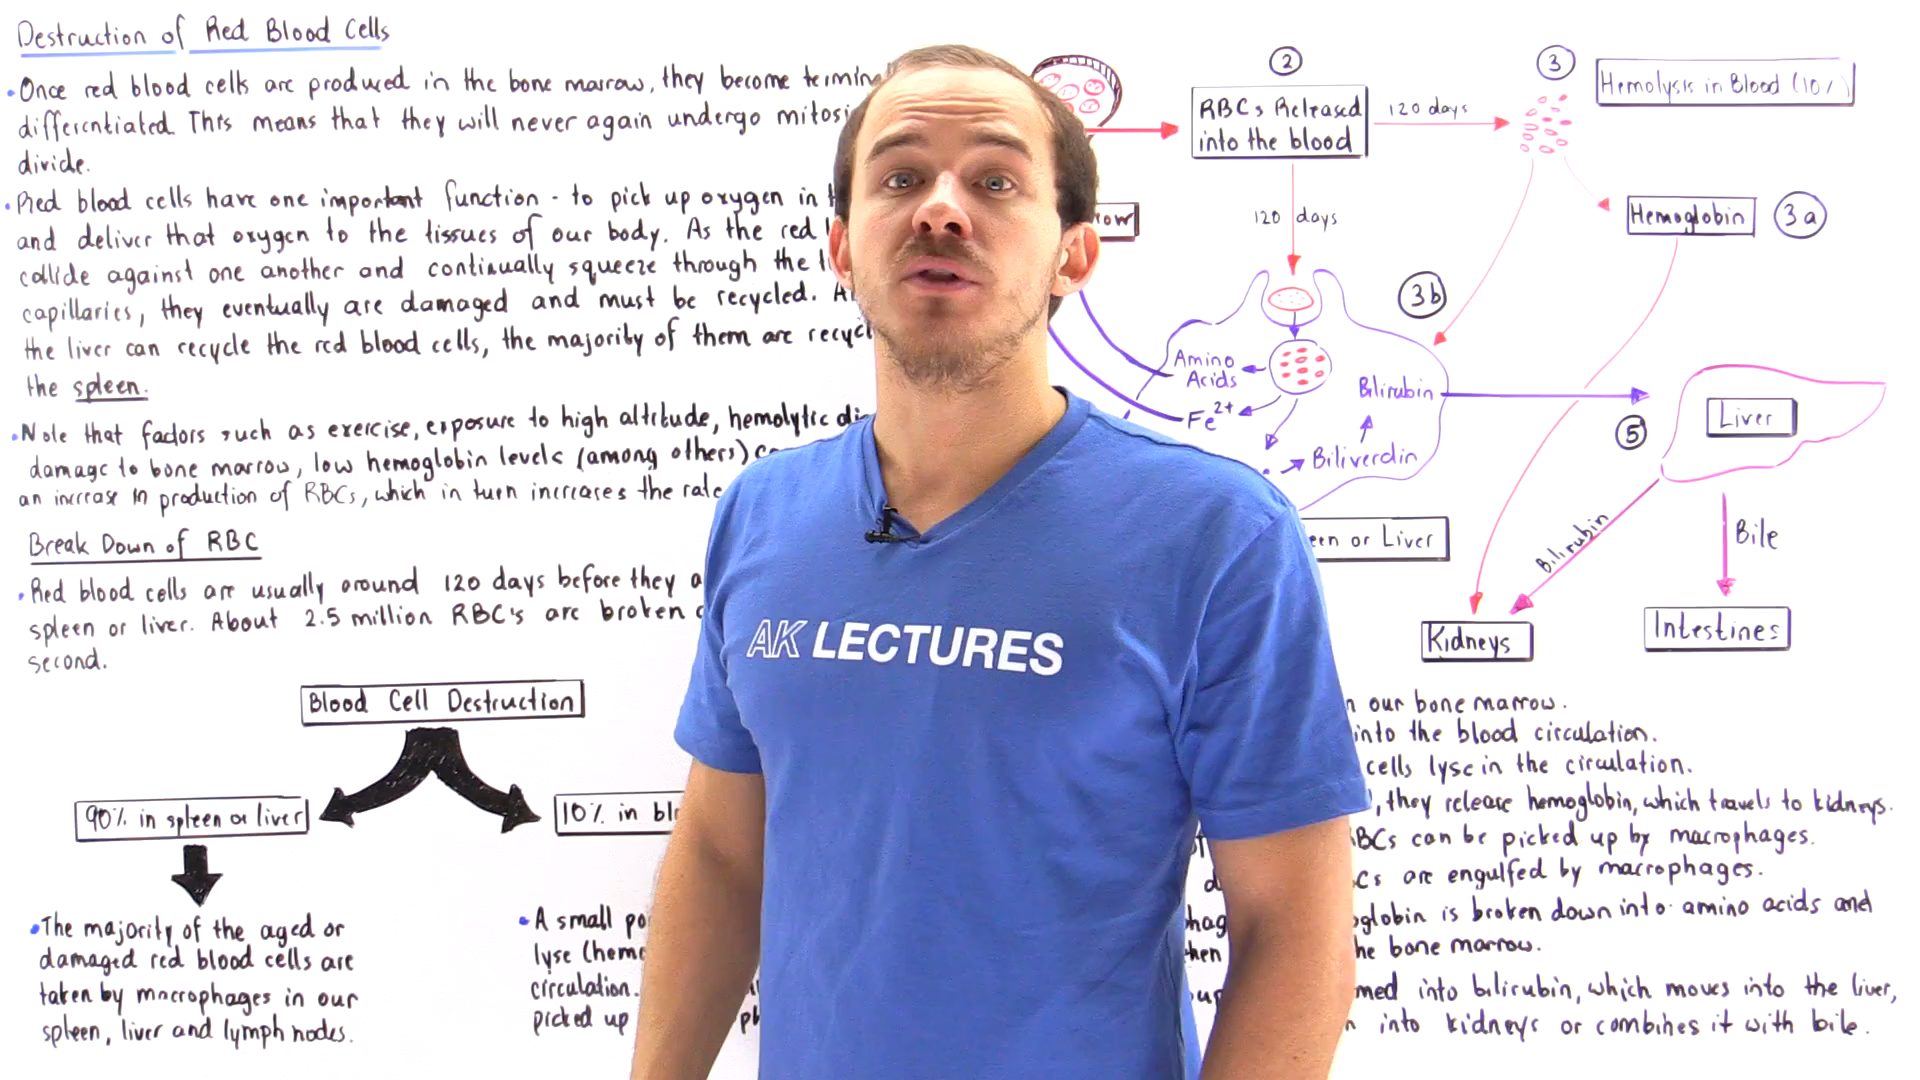 Destruction of Red Blood Cells
•Once red blood cells are produced in the bone marrow, they become
differentiated. This means that they will never again undergo
divide.
•Red blood cells have one important function - to pick up oxygen in
and deliver that oxygen to the tissues of our body. As the red
collide against one another and continually squeeze through the
capillaries, they eventually are damaged and must be recycled.
the liver can recycle the red blood cells, the majority of them are
the spleen.
•Note that factors such as exercise, exposure to high altitude, hemolytic
damage to bone marrow, low hemoglobin levels (among others)
an increase in production of RBCs, which in turn increases the rate
Break Down of RBC
•Red blood cells are usually around 120 days before they
spleen or liver. About 2.5 million RBC's are broken
second.
Blood Cell Destruction
90% in spleen or liver
10% in
•The majority of the aged or
damaged red blood cells are
taken by macrophages in our
spleen, liver and lymph nodes.
•A small
lyse
circulation.
picked up
AK LECTURES
2
RBCs Released
into the blood
120 days
3
Hemolysis in Blood (10%)
120 days
Hemoglobin
3a
3b
Amino
Acids
Fe2+
Bilirubin
Biliverdin
or Liver
5
Liver
Bilirubin
Bile
Kidneys
Intestines
our bone marrow.
into the blood circulation.
cells lyse in the circulation.
, they release hemoglobin, which travels to kidneys.
can be picked up by macrophages.
are engulfed by macrophages.
is broken down into amino acids and
bone marrow.
into bilirubin, which moves into the liver,
into kidneys or combines it with bile.